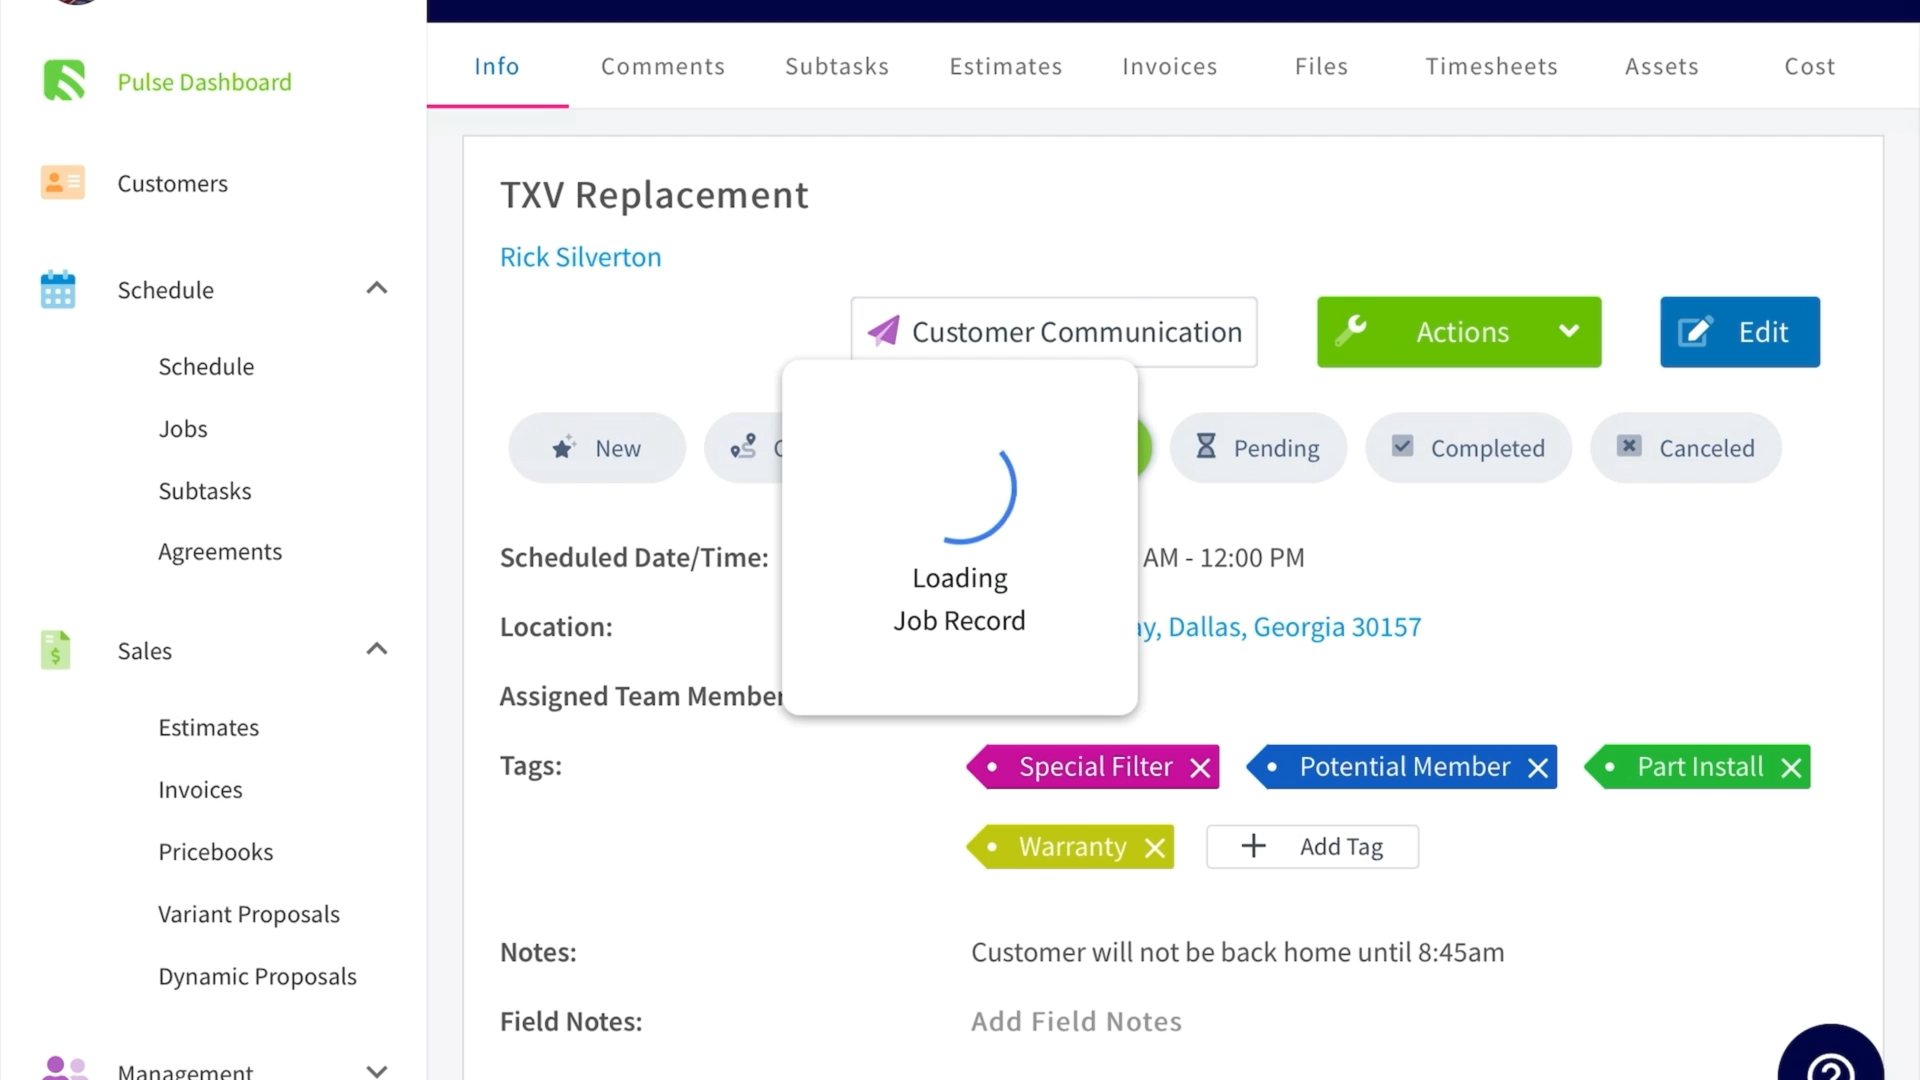 Pulse Dashboard
Customers
Schedule
Schedule
Jobs
Subtasks
Agreements
Sales
Estimates
Invoices
Pricebooks
Variant Proposals
Dynamic Proposals
Management
Info Comments Subtasks Estimates Invoices Files Timesheets Assets Cost
TXV Replacement
Rick Silverton
Customer Communication Actions Edit
New Pending Completed Canceled
Scheduled Date/Time: AM - 12:00 PM
Location: Dallas, Georgia 30157
Assigned Team Member
Loading
Job Record
Tags: Special Filter Potential Member Part Install
Warranty Add Tag
Notes: Customer will not be back home until 8:45am
Field Notes: Add Field Notes